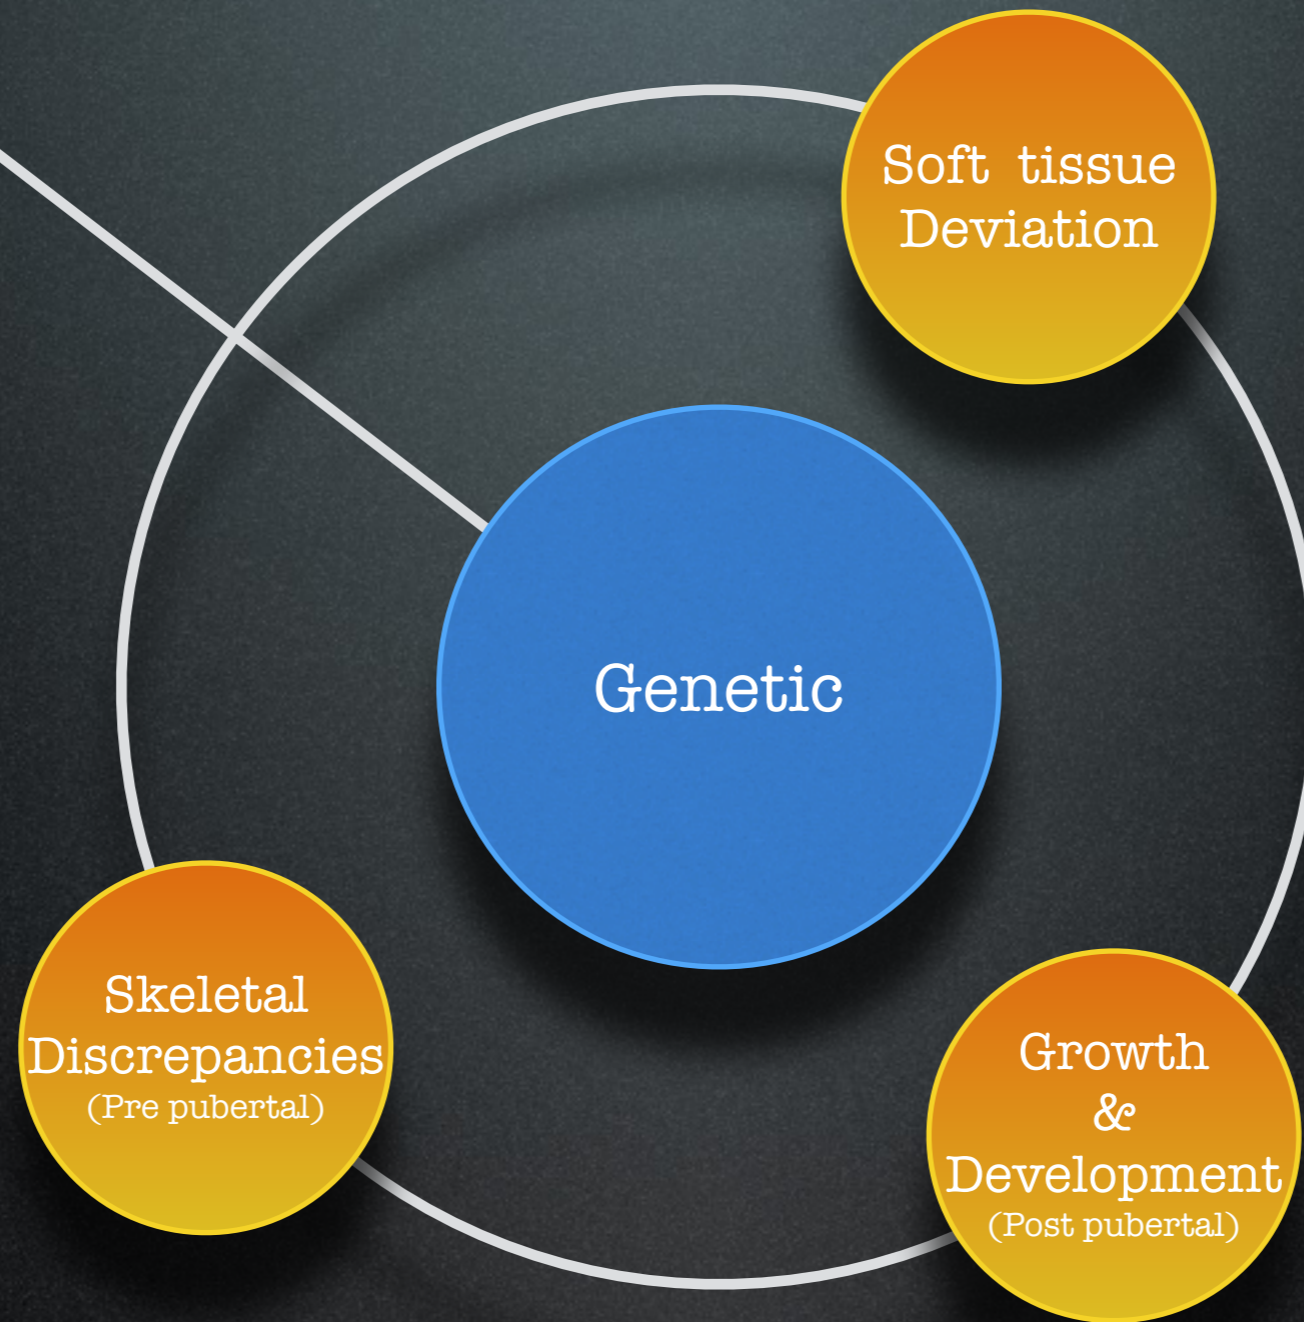 Soft tissue
Deviation
Genetic
Skeletal
Discrepancies
(Pre pubertal)
Growth
&
Development
(Post pubertal)